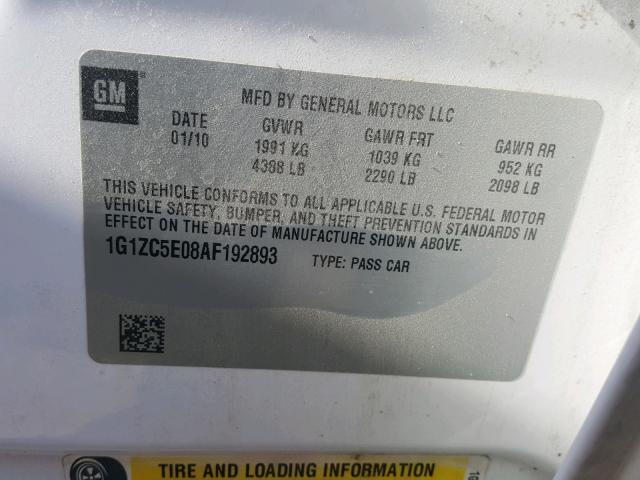 GM
MFD BY GENERAL MOTORS LLC
DATE GVWR GAWR FRT GAWR RR
01/10 1991 KG 1039 KG 952 KG
4388 LB 2290 LB 2098 LB
THIS VEHICLE CONFORMS TO ALL APPLICABLE U.S. FEDERAL MOTOR
VEHICLE SAFETY, BUMPER, AND THEFT PREVENTION STANDARDS IN
EFFECT ON THE DATE OF MANUFACTURE SHOWN ABOVE.
1G1ZC5E08AF192893 TYPE: PASS CAR
TIRE AND LOADING INFORMATION
1G